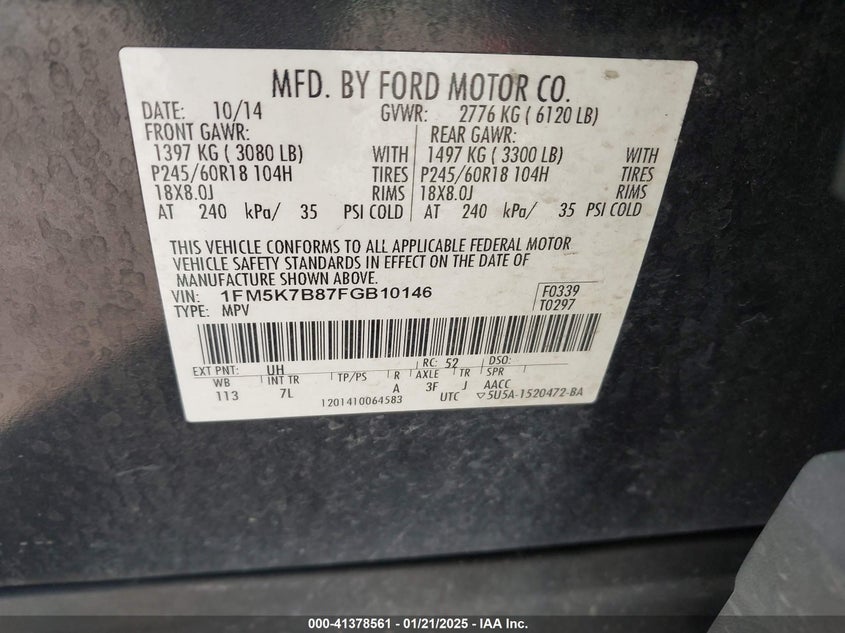 MFD. BY FORD MOTOR CO.
DATE: 10/14 GVWR: 2776 KG ( 6120 LB)
FRONT GAWR: REAR GAWR:
1397 KG ( 3080 LB) WITH 1497 KG ( 3300 LB) WITH
P245/60R18 104H TIRES P245/60R18 104H TIRES
18X8.0J RIMS 18X8.0J RIMS
AT 240 kPa/ 35 PSI COLD AT 240 kPa/ 35 PSI COLD
THIS VEHICLE CONFORMS TO ALL APPLICABLE FEDERAL MOTOR
VEHICLE SAFETY STANDARDS IN EFFECT ON THE DATE OF
MANUFACTURE SHOWN ABOVE.
VIN: 1FM5K7B87FGB10146 F0339
TYPE: MPV T0297
EXT PNT: UH RC: 52 DSO:
WB INT TR TP/PS R AXLE TR SPR
113 7L A 3F J AACC
1201410064583 UTC ▽5U5A-1520472-BA
000-41378561 — 01/21/2025 — IAA Inc.